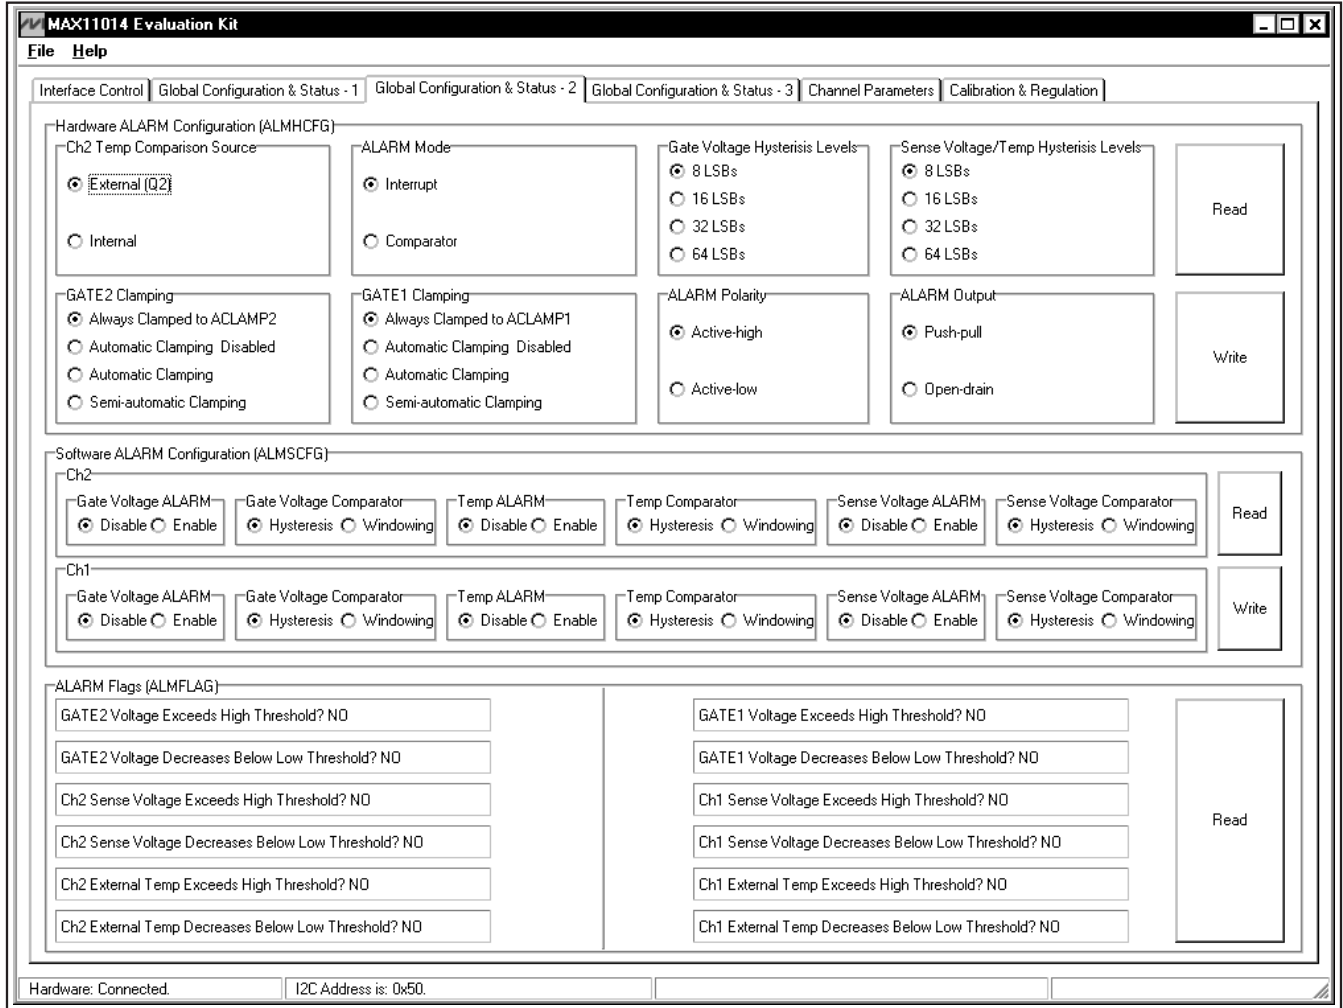 MAX11014 Evaluation Kit
File Help
Interface Control Global Configuration & Status - 1 Global Configuration & Status - 2 Global Configuration & Status - 3 Channel Parameters Calibration & Regulation
Hardware ALARM Configuration (ALMHCFG)
Ch2 Temp Comparison Source ALARM Mode Gate Voltage Hysterisis Levels Sense Voltage/Temp Hysterisis Levels
8 LSBs 8 LSBs
External (Q2) Interrupt
16 LSBs 16 LSBs
Read
32 LSBs 32 LSBs
Internal Comparator
64 LSBs 64 LSBs
GATE2 Clamping GATE1 Clamping ALARM Polarity ALARM Output
Always Clamped to ACLAMP2 Always Clamped to ACLAMP1
Active-high Push-pull
Automatic Clamping Disabled Automatic Clamping Disabled
Write
Automatic Clamping Automatic Clamping
Active-low Open-drain
Semi-automatic Clamping Semi-automatic Clamping
Software ALARM Configuration (ALMSCFG)
Ch2
Gate Voltage ALARM Gate Voltage Comparator Temp ALARM Temp Comparator Sense Voltage ALARM Sense Voltage Comparator
Disable Enable Hysteresis Windowing Disable Enable Hysteresis Windowing Disable Enable Hysteresis Windowing
Read
Ch1
Gate Voltage ALARM Gate Voltage Comparator Temp ALARM Temp Comparator Sense Voltage ALARM Sense Voltage Comparator
Disable Enable Hysteresis Windowing Disable Enable Hysteresis Windowing Disable Enable Hysteresis Windowing
Write
ALARM Flags (ALMFLAG)
GATE2 Voltage Exceeds High Threshold? NO GATE1 Voltage Exceeds High Threshold? NO
GATE2 Voltage Decreases Below Low Threshold? NO GATE1 Voltage Decreases Below Low Threshold? NO
Ch2 Sense Voltage Exceeds High Threshold? NO Ch1 Sense Voltage Exceeds High Threshold? NO
Read
Ch2 Sense Voltage Decreases Below Low Threshold? NO Ch1 Sense Voltage Decreases Below Low Threshold? NO
Ch2 External Temp Exceeds High Threshold? NO Ch1 External Temp Exceeds High Threshold? NO
Ch2 External Temp Decreases Below Low Threshold? NO Ch1 External Temp Decreases Below Low Threshold? NO
Hardware: Connected. I2C Address is: 0x50.